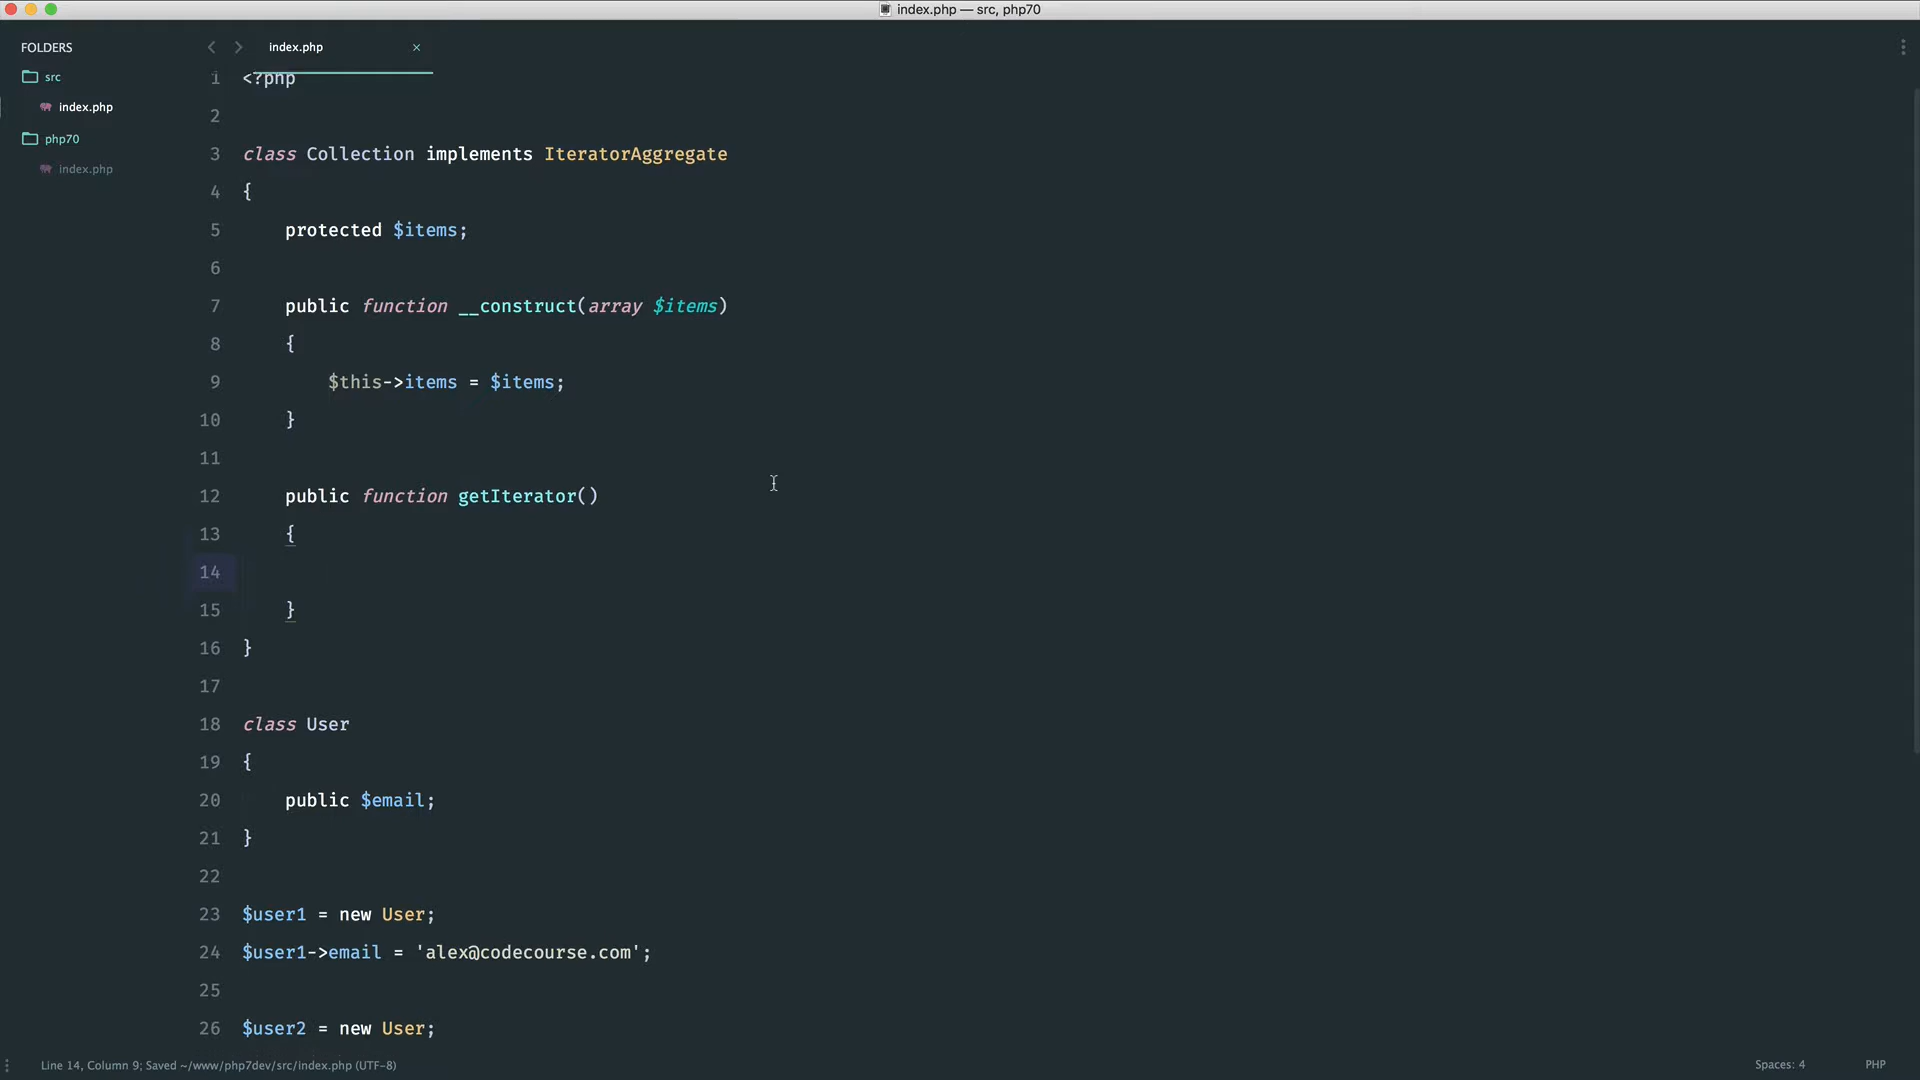 index.php — src, php70
FOLDERS
src
index.php
php70
index.php
index.php ×
1 <?php
2
3 class Collection implements IteratorAggregate
4 {
5     protected $items;
6
7     public function __construct(array $items)
8     {
9         $this->items = $items;
10     }
11
12     public function getIterator()
13     {
14
15     }
16 }
17
18 class User
19 {
20     public $email;
21 }
22
23 $user1 = new User;
24 $user1->email = 'alex@codecourse.com';
25
26 $user2 = new User;
Line 14, Column 9; Saved ~/www/php7dev/src/index.php (UTF-8)
Spaces: 4
PHP